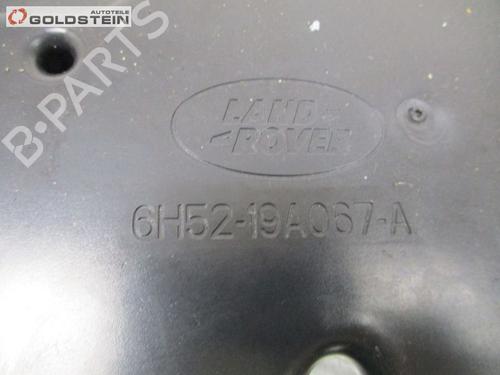 AUTOTEILE
GOLDSTEIN
B-PARTS
LAND-
ROVER
6H52-19A067-A